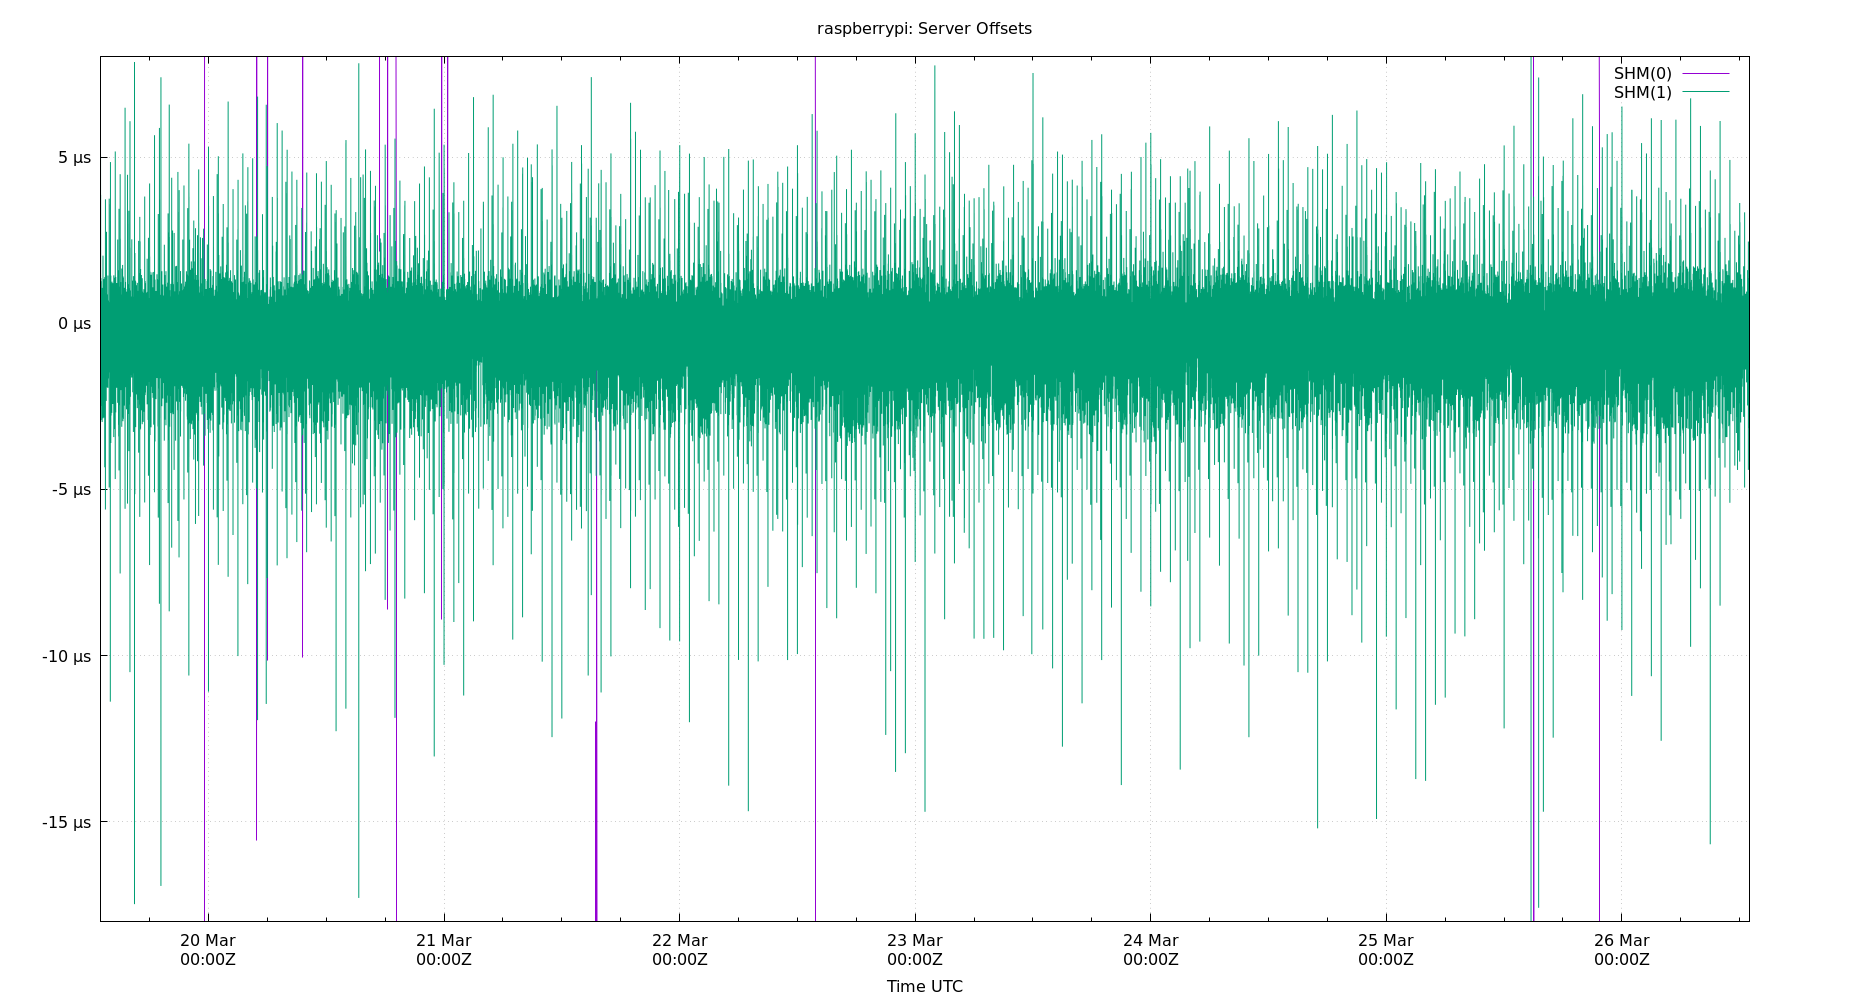 raspberrypi: Server Offsets
SHM(0)
SHM(1)
5 µs
0 µs
-5 µs
-10 µs
-15 µs
20 Mar 21 Mar 22 Mar 23 Mar 24 Mar 25 Mar 26 Mar
00:00Z 00:00Z 00:00Z 00:00Z 00:00Z 00:00Z 00:00Z
Time UTC